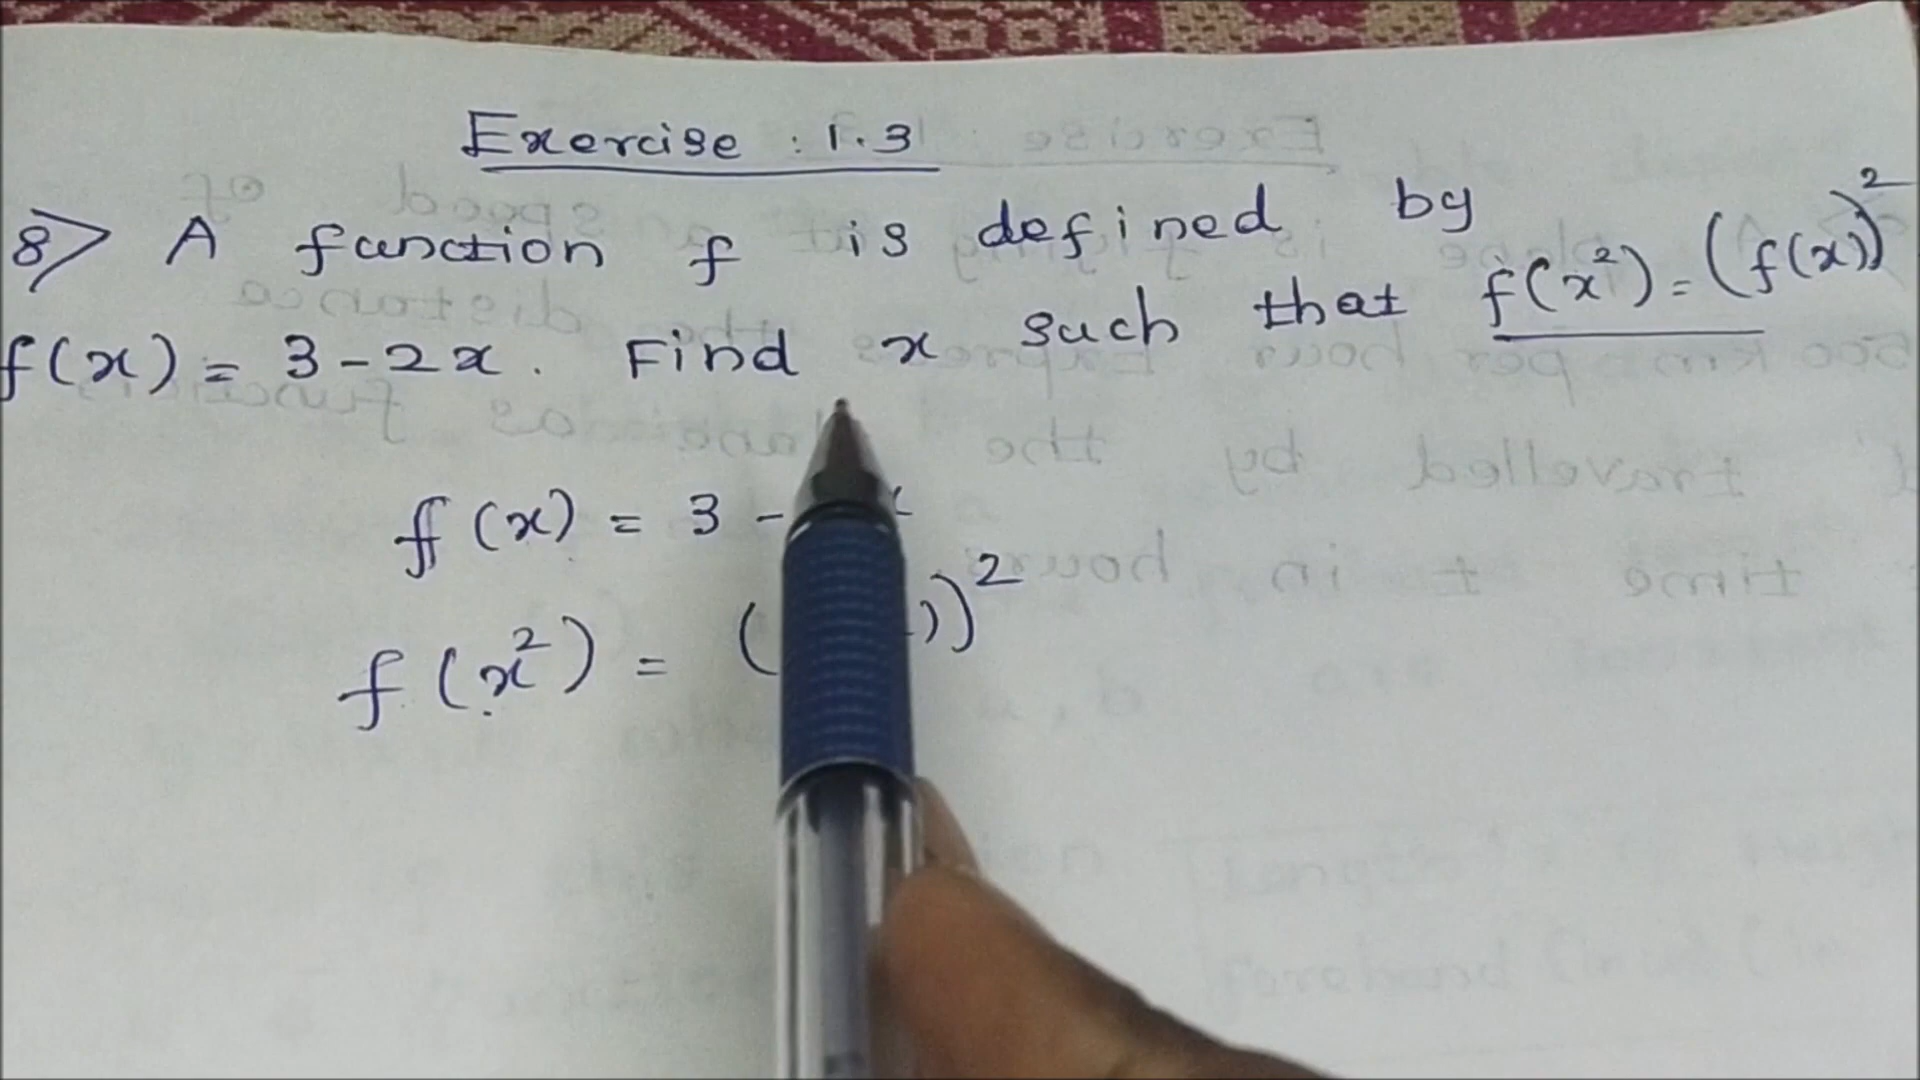 Exercise : 1.3
8> A function f is defined by
f(x) = 3 - 2x. Find x such that f(x²) = (f(x))²
f(x) = 3 -
f(x²) = ( ))²